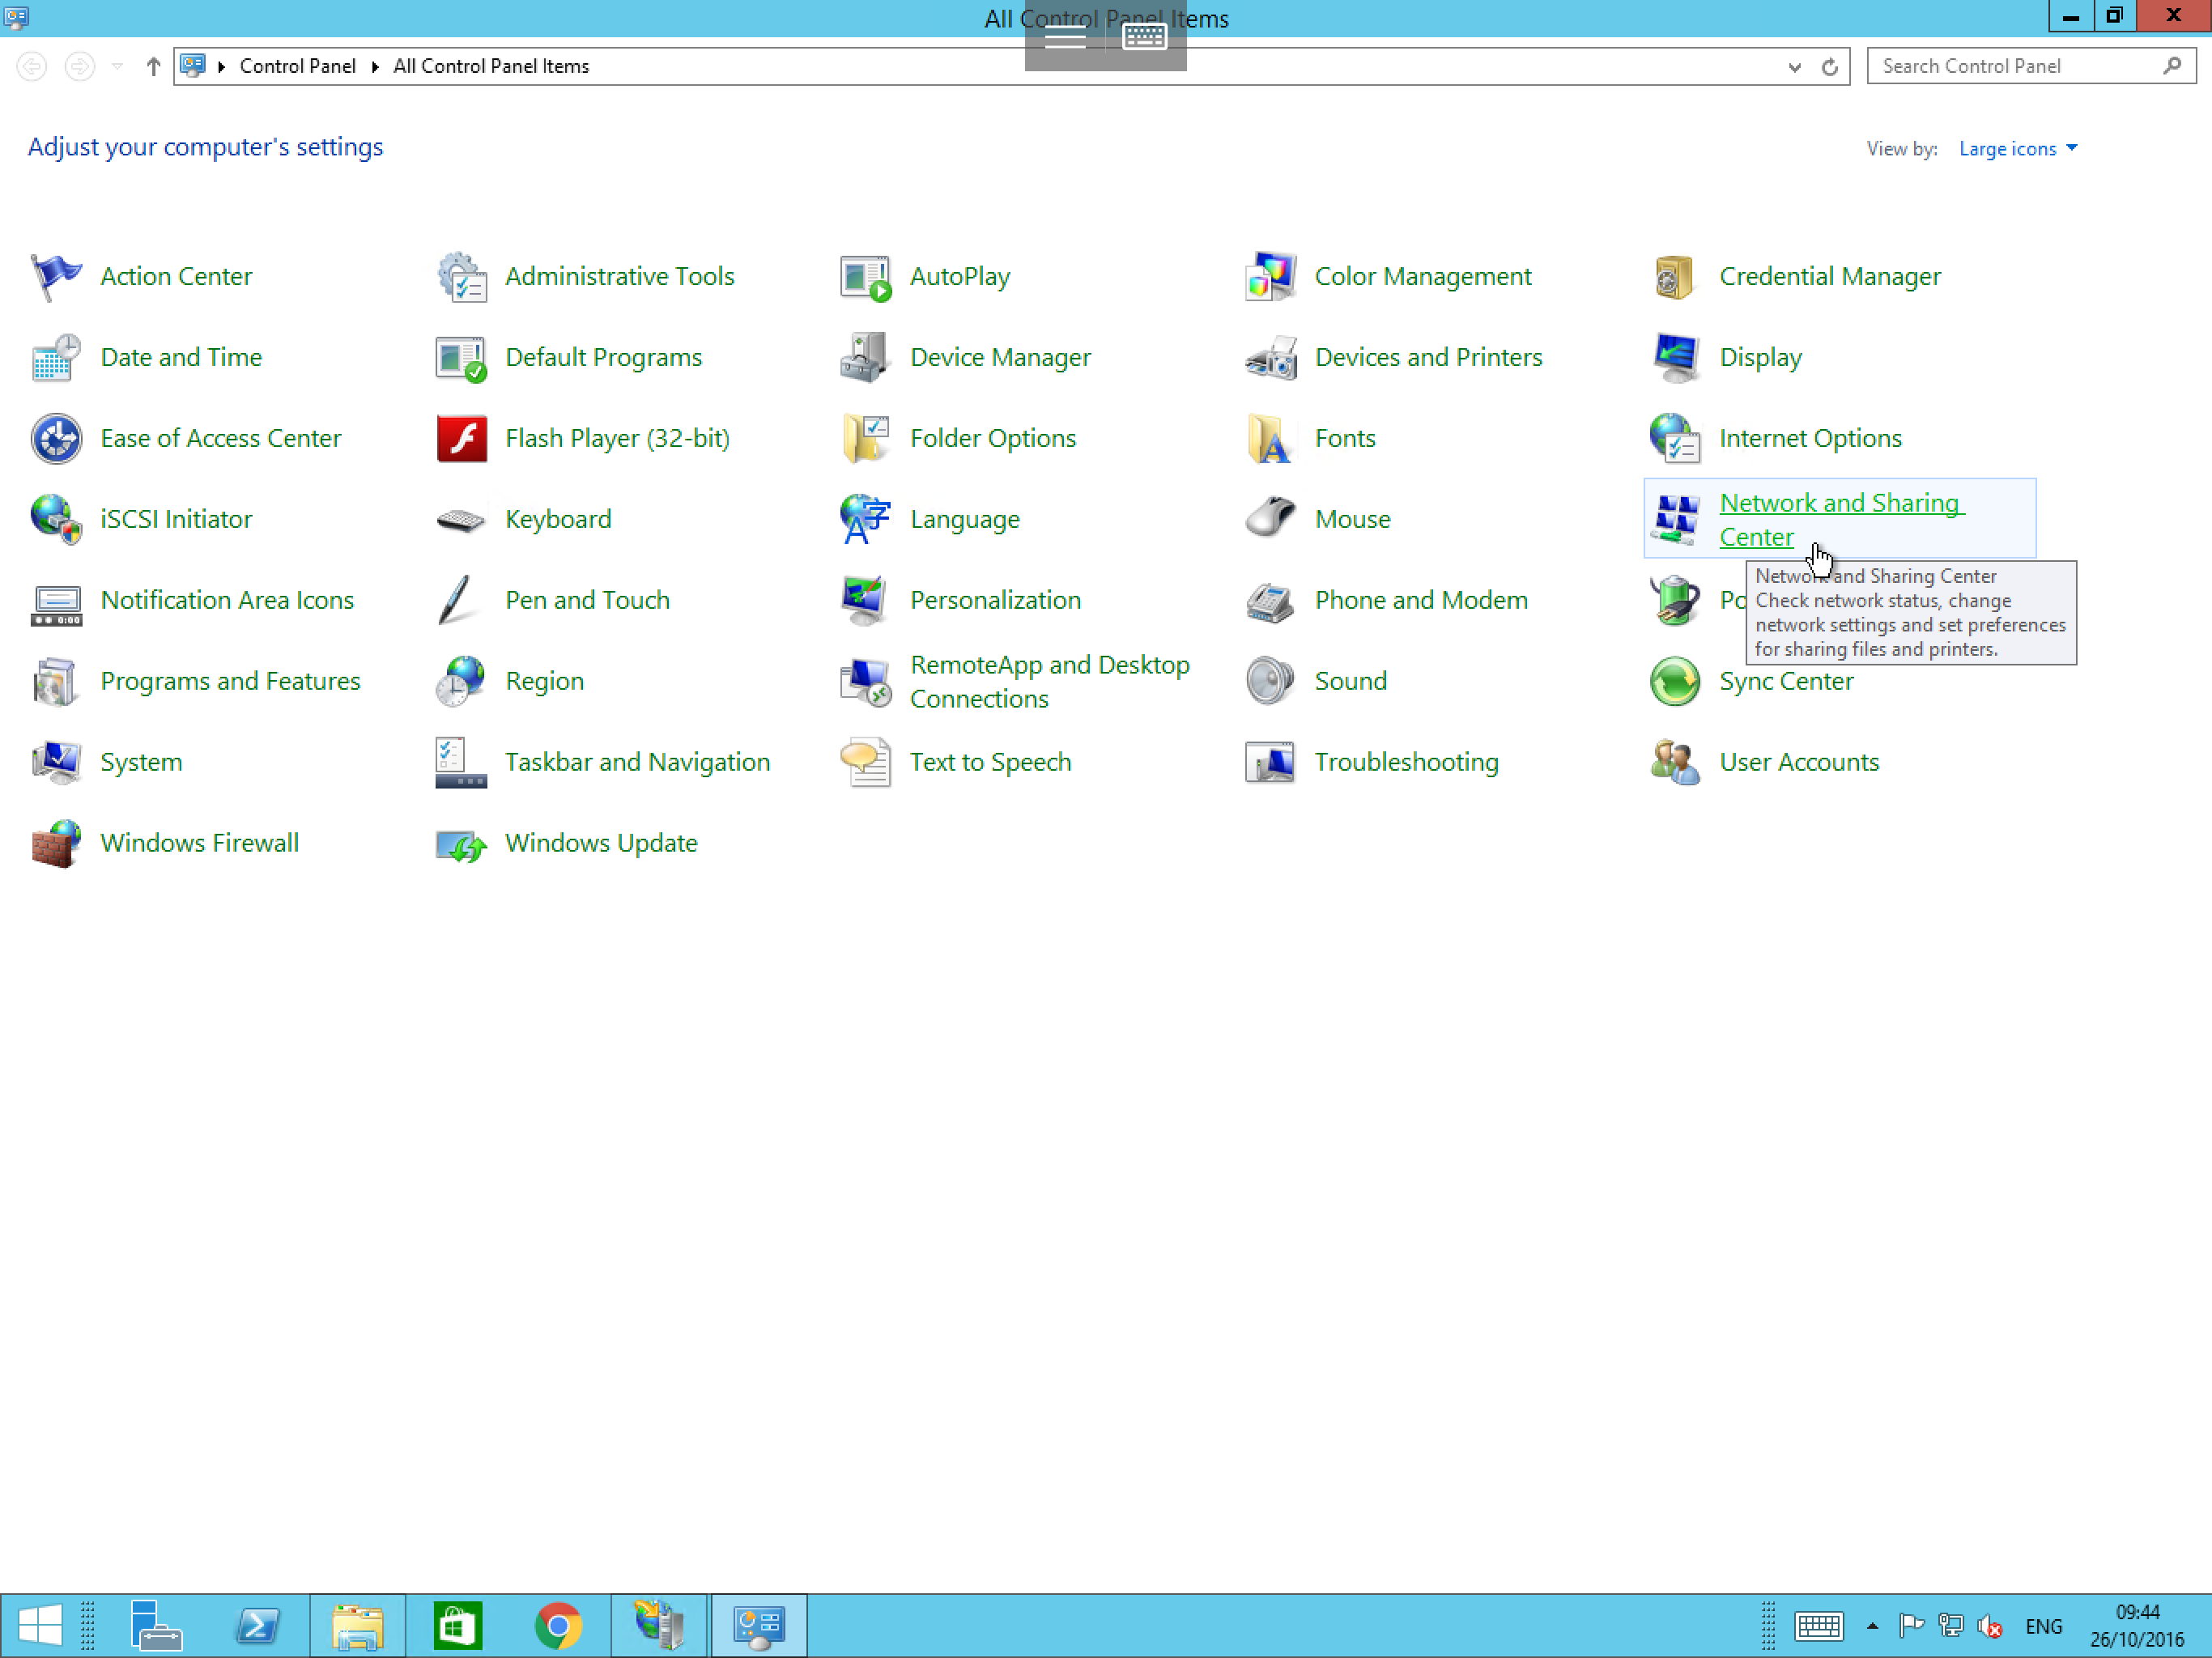 All Control Panel Items
Control Panel
All Control Panel Items
Search Control Panel
Adjust your computer's settings
View by:
Large icons
Action Center
Administrative Tools
AutoPlay
Color Management
Credential Manager
Date and Time
Default Programs
Device Manager
Devices and Printers
Display
Ease of Access Center
Flash Player (32-bit)
Folder Options
Fonts
Internet Options
iSCSI Initiator
Keyboard
Language
Mouse
Network and Sharing
Center
Network and Sharing Center
Check network status, change
network settings and set preferences
for sharing files and printers.
Notification Area Icons
Pen and Touch
Personalization
Phone and Modem
Programs and Features
Region
RemoteApp and Desktop
Connections
Sound
Sync Center
System
Taskbar and Navigation
Text to Speech
Troubleshooting
User Accounts
Windows Firewall
Windows Update
ENG
09:44
26/10/2016